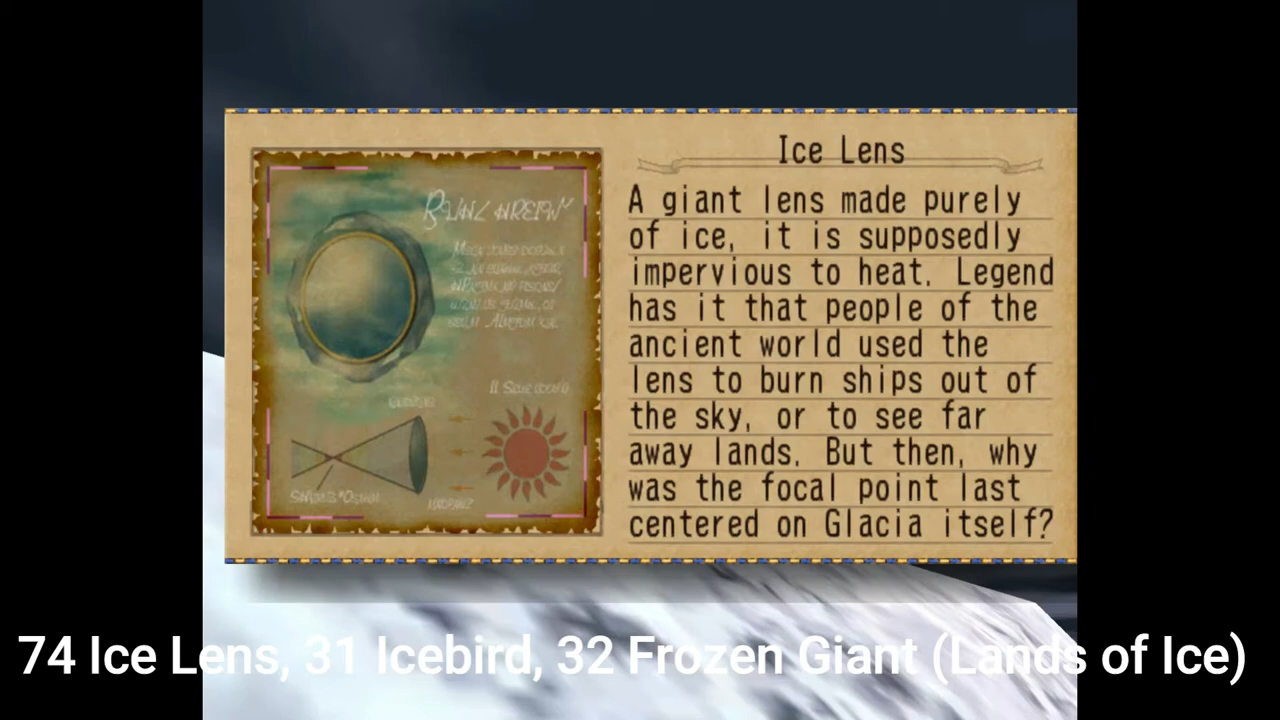 Ice Lens
A giant lens made purely
of ice, it is supposedly
impervious to heat. Legend
has it that people of the
ancient world used the
lens to burn ships out of
the sky, or to see far
away lands. But then, why
was the focal point last
centered on Glacia itself?
74 Ice Lens, 31 Icebird, 32 Frozen Giant (Lands of Ice)